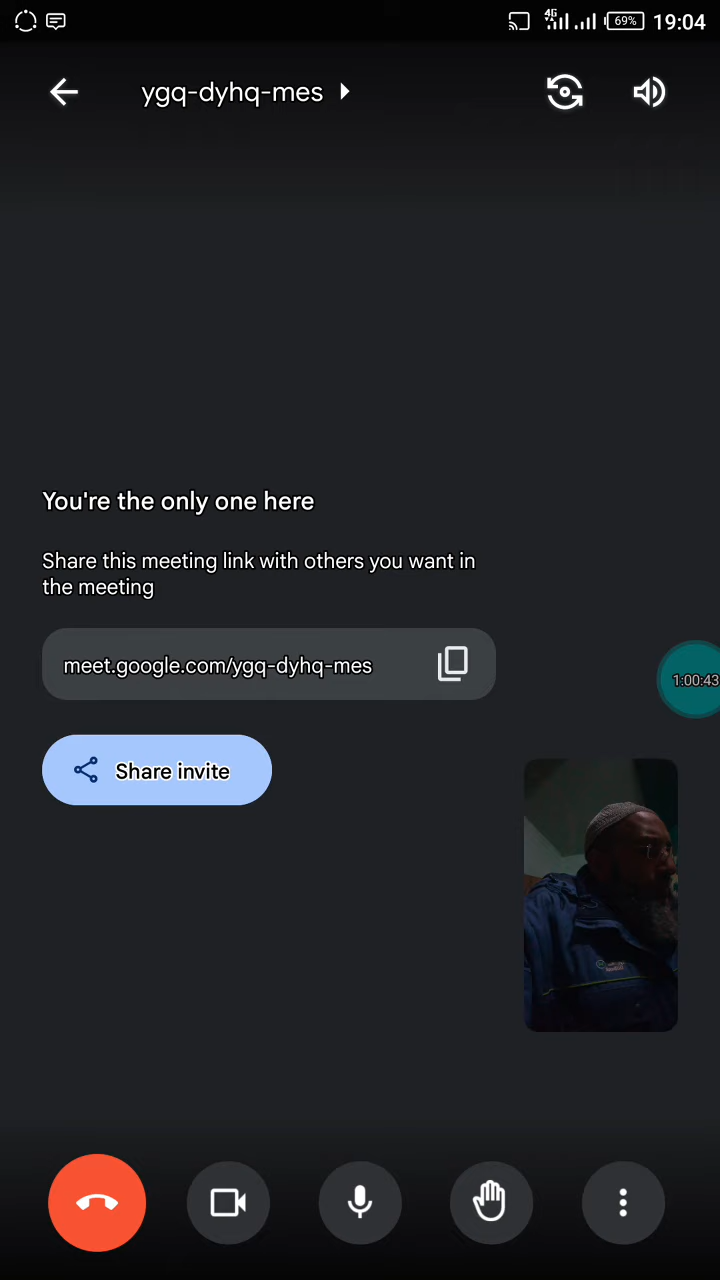 4G 69% 19:04
ygq-dyhq-mes
You're the only one here
Share this meeting link with others you want in
the meeting
meet.google.com/ygq-dyhq-mes
1:00:43
Share invite